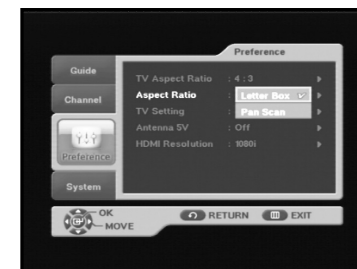 Preference
Guide
Channel
Preference
System
TV Aspect Ratio : 4 : 3
Aspect Ratio : Letter Box
TV Setting : Pan Scan
Antenna 5V : Off
HDMI Resolution : 1080i
OK
MOVE
RETURN
EXIT